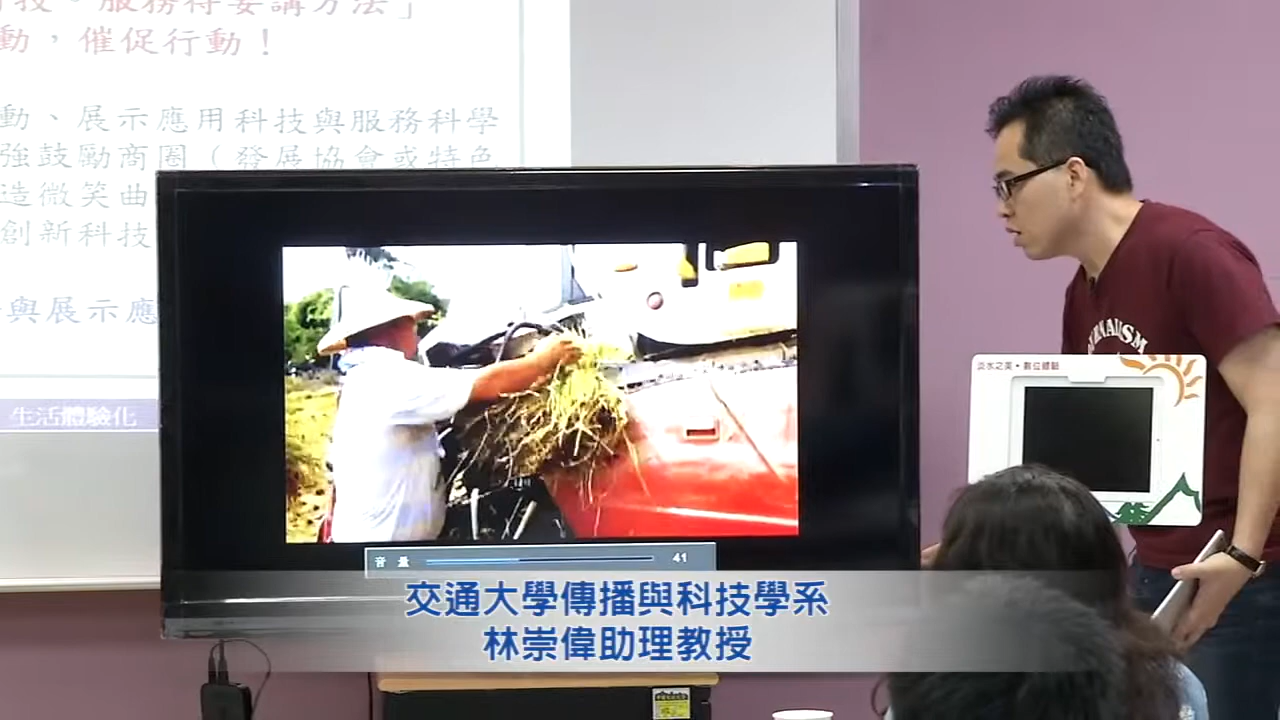 技。服務得要講方法」
動，催促行動！
動、展示應用科技與服務科學
強鼓勵商圈（發展協會或特色
造微笑曲
創新科技
與展示應
生活體驗化
淡水之美•數位體驗
音量 41
交通大學傳播與科技學系
林崇偉助理教授